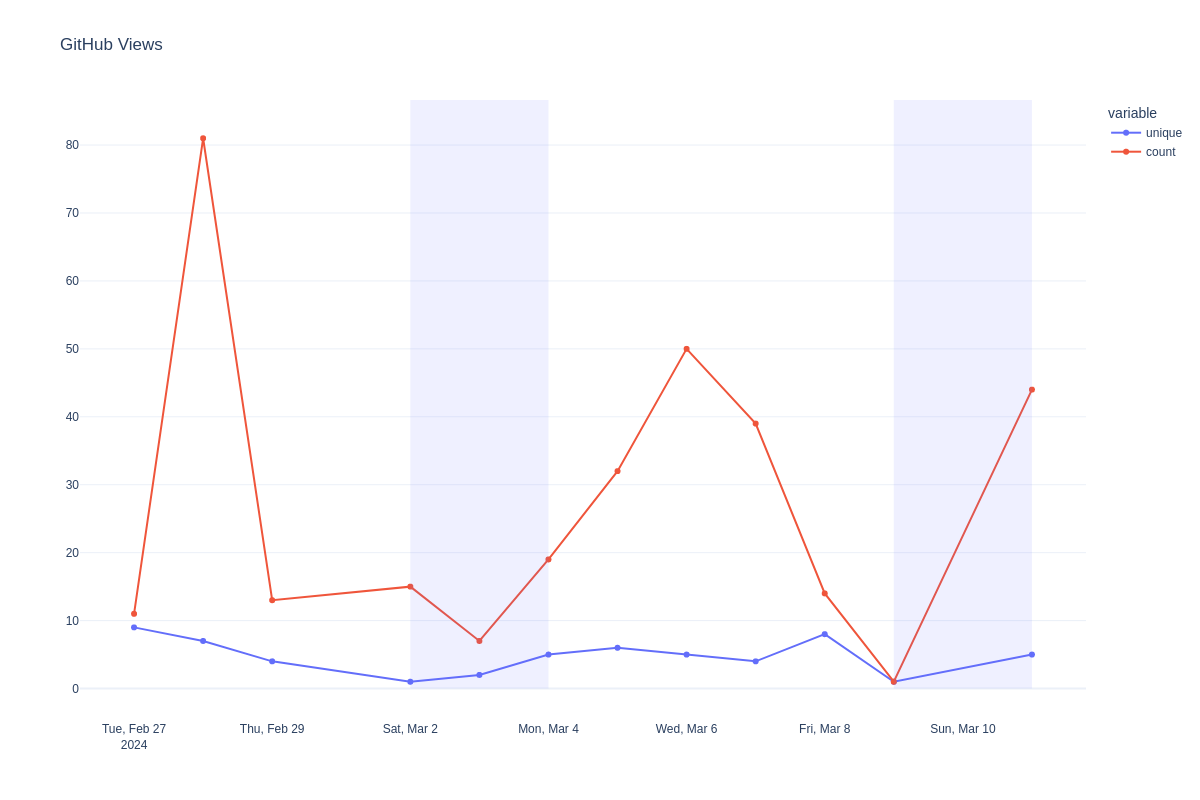 GitHub Views
variable
unique
count
80
70
60
50
40
30
20
10
0
Tue, Feb 27
2024
Thu, Feb 29
Sat, Mar 2
Mon, Mar 4
Wed, Mar 6
Fri, Mar 8
Sun, Mar 10